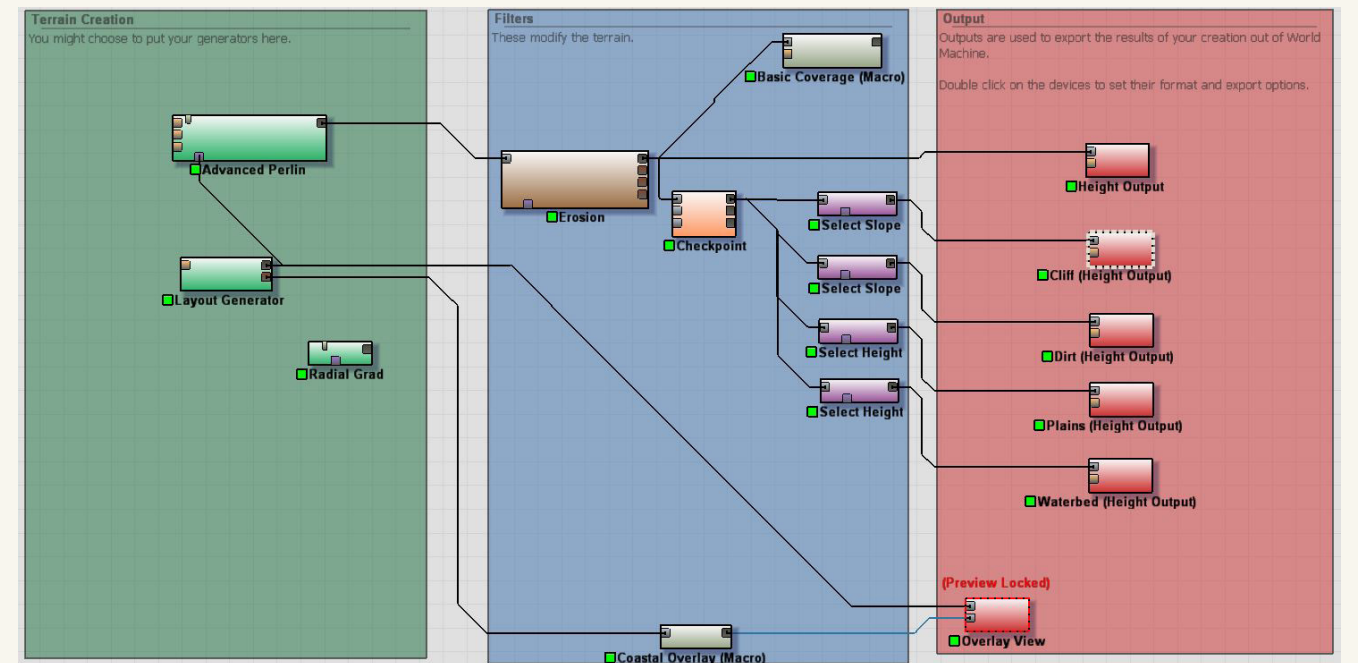 Terrain Creation
You might choose to put your generators here.
Advanced Perlin
Layout Generator
Radial Grad
Filters
These modify the terrain.
Basic Coverage (Macro)
Erosion
Checkpoint
Select Slope
Select Slope
Select Height
Select Height
Coastal Overlay (Macro)
Output
Outputs are used to export the results of your creation out of World
Machine.
Double click on the devices to set their format and export options.
Height Output
Cliff (Height Output)
Dirt (Height Output)
Plains (Height Output)
Waterbed (Height Output)
(Preview Locked)
Overlay View